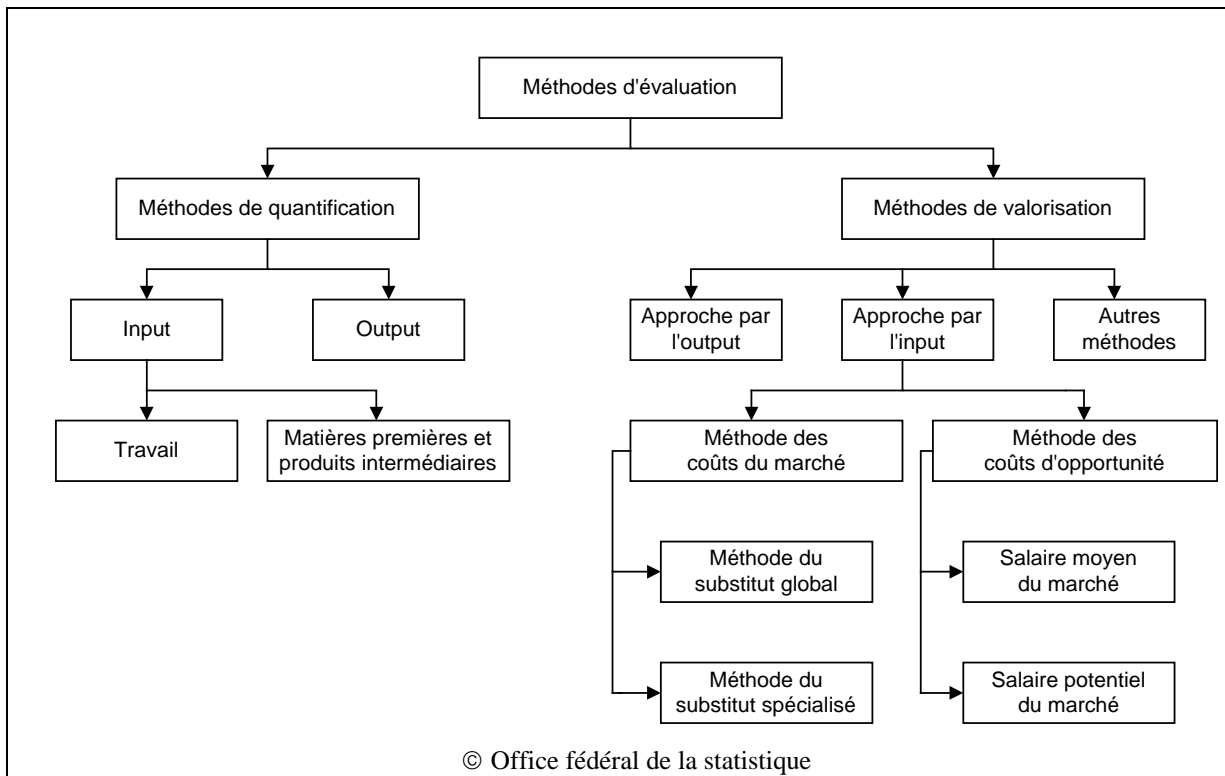 Méthodes d'évaluation
Méthodes de quantification
Méthodes de valorisation
Input
Output
Approche par
l'output
Approche par
l'input
Autres
méthodes
Travail
Matières premières et
produits intermédiaires
Méthode des
coûts du marché
Méthode des
coûts d'opportunité
Méthode du
substitut global
Salaire moyen
du marché
Méthode du
substitut spécialisé
Salaire potentiel
du marché
© Office fédéral de la statistique